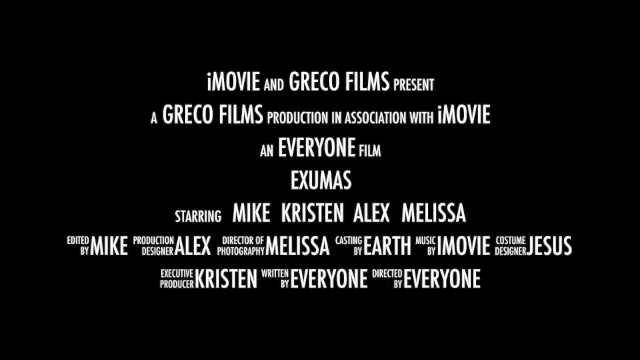 iMOVIE AND GRECO FILMS PRESENT
A GRECO FILMS PRODUCTION IN ASSOCIATION WITH iMOVIE
AN EVERYONE FILM
EXUMAS
STARRING MIKE KRISTEN ALEX MELISSA
EDITED BY MIKE PRODUCTION DESIGNER ALEX DIRECTOR OF PHOTOGRAPHY MELISSA CASTING BY EARTH MUSIC BY IMOVIE COSTUME DESIGNER JESUS
EXECUTIVE PRODUCER KRISTEN WRITTEN BY EVERYONE DIRECTED BY EVERYONE